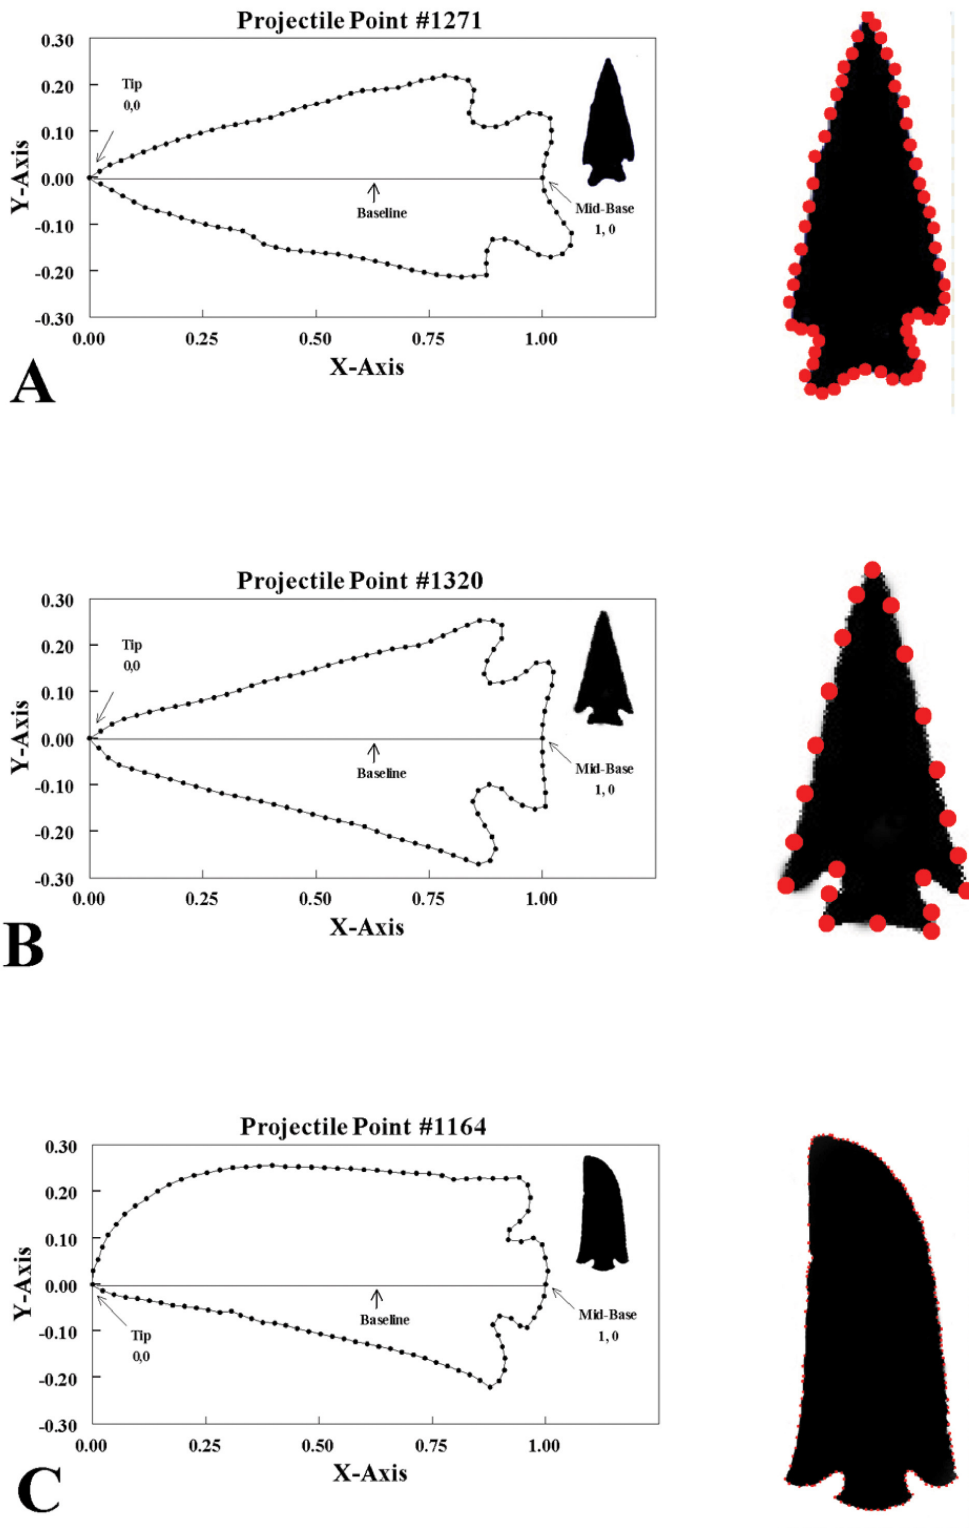 Projectile Point #1271
0.30
0.20
0.10
0.00
-0.10
-0.20
-0.30
Y-Axis
Tip
0,0
Baseline
Mid-Base
1, 0
0.00 0.25 0.50 0.75 1.00
X-Axis
A
Projectile Point #1320
0.30
0.20
0.10
0.00
-0.10
-0.20
-0.30
Y-Axis
Tip
0,0
Baseline
Mid-Base
1, 0
0.00 0.25 0.50 0.75 1.00
X-Axis
B
Projectile Point #1164
0.30
0.20
0.10
0.00
-0.10
-0.20
-0.30
Y-Axis
Tip
0,0
Baseline
Mid-Base
1, 0
0.00 0.25 0.50 0.75 1.00
X-Axis
C